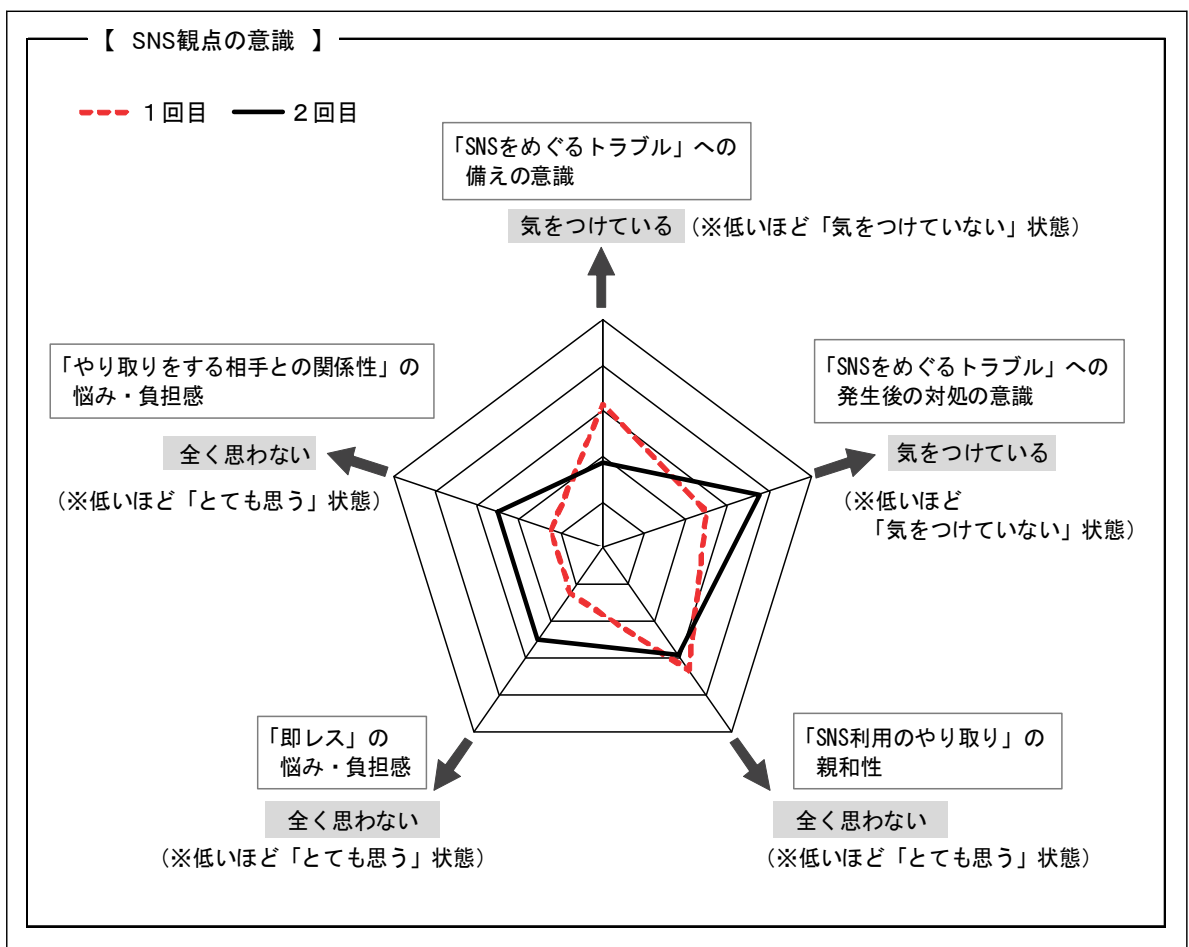 【 SNS観点の意識 】
1回目 2回目
「SNSをめぐるトラブル」への
備えの意識
気をつけている (※低いほど「気をつけていない」状態)
「SNSをめぐるトラブル」への
発生後の対処の意識
気をつけている
(※低いほど
「気をつけていない」状態)
「やり取りをする相手との関係性」の
悩み・負担感
全く思わない
(※低いほど「とても思う」状態)
「即レス」の
悩み・負担感
全く思わない
(※低いほど「とても思う」状態)
「SNS利用のやり取り」の
親和性
全く思わない
(※低いほど「とても思う」状態)